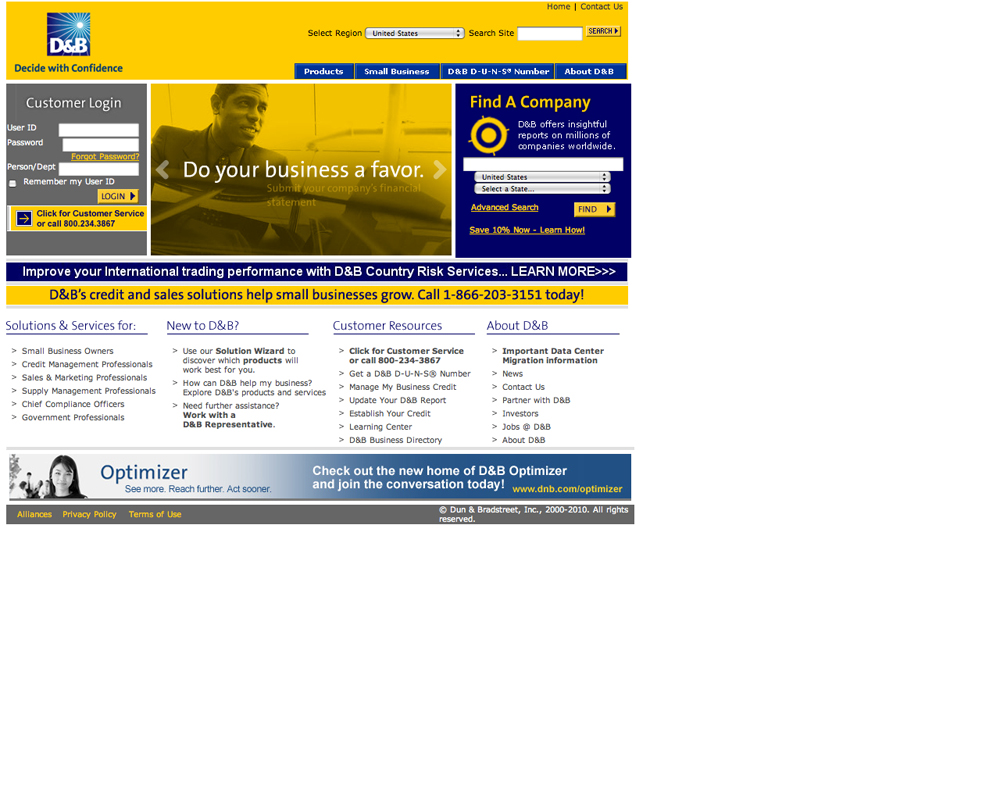 Home | Contact Us
Select Region United States Search Site SEARCH
D&B
Decide with Confidence
Products Small Business D&B D-U-N-S® Number About D&B
Customer Login
User ID
Password
Forgot Password?
Person/Dept
Remember my User ID
LOGIN
Click for Customer Service
or call 800.234.3867
Do your business a favor.
Submit your company's financial
statement
Find A Company
D&B offers insightful
reports on millions of
companies worldwide.
United States
Select a State...
Advanced Search FIND
Save 10% Now - Learn How!
Improve your International trading performance with D&B Country Risk Services... LEARN MORE>>>
D&B's credit and sales solutions help small businesses grow. Call 1-866-203-3151 today!
Solutions & Services for:
> Small Business Owners
> Credit Management Professionals
> Sales & Marketing Professionals
> Supply Management Professionals
> Chief Compliance Officers
> Government Professionals
New to D&B?
> Use our Solution Wizard to
discover which products will
work best for you.
> How can D&B help my business?
Explore D&B's products and services
> Need further assistance?
Work with a
D&B Representative.
Customer Resources
> Click for Customer Service
or call 800-234-3867
> Get a D&B D-U-N-S® Number
> Manage My Business Credit
> Update Your D&B Report
> Establish Your Credit
> Learning Center
> D&B Business Directory
About D&B
> Important Data Center
Migration information
> News
> Contact Us
> Partner with D&B
> Investors
> Jobs @ D&B
> About D&B
Optimizer
See more. Reach further. Act sooner.
Check out the new home of D&B Optimizer
and join the conversation today! www.dnb.com/optimizer
Alliances Privacy Policy Terms of Use
© Dun & Bradstreet, Inc., 2000-2010. All rights
reserved.